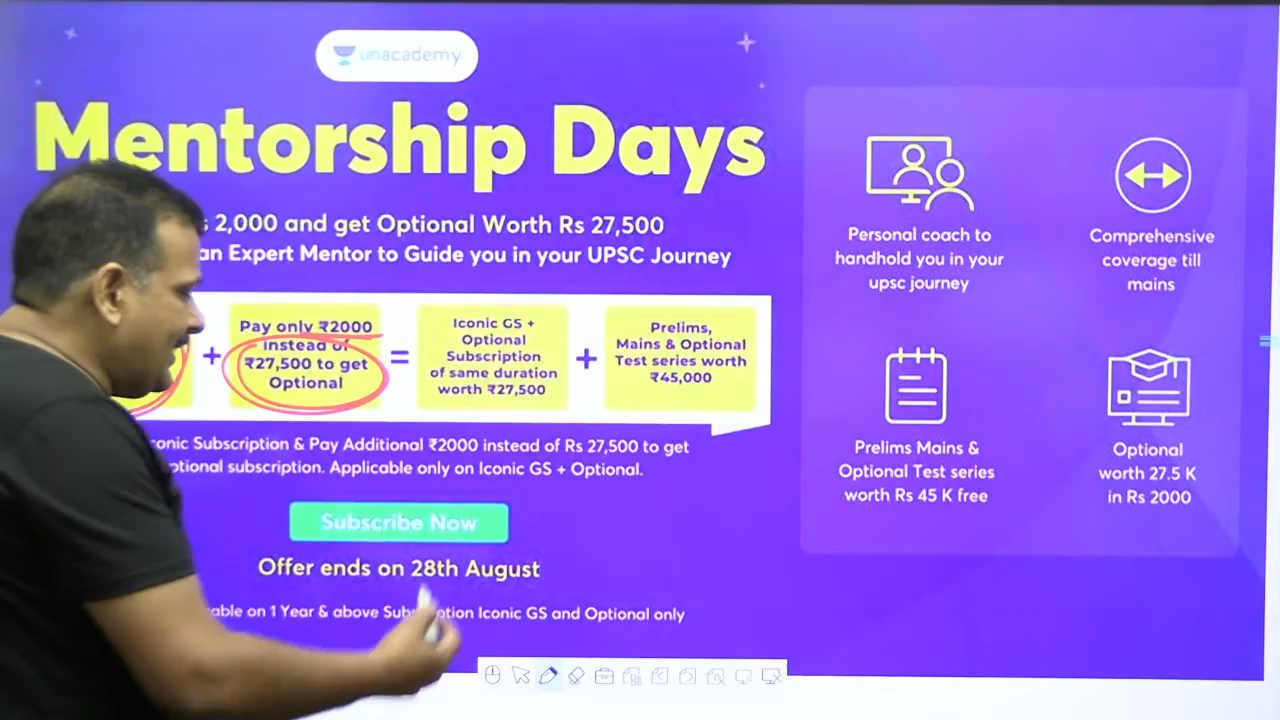 unacademy
Mentorship Days
2,000 and get Optional Worth Rs 27,500
an Expert Mentor to Guide you in your UPSC Journey
+
Pay only ₹2000
instead of
₹27,500 to get
Optional
=
Iconic GS +
Optional
Subscription
of same duration
worth ₹27,500
+
Prelims,
Mains & Optional
Test series worth
₹45,000
Subscription & Pay Additional ₹2000 instead of Rs 27,500 to get
subscription. Applicable only on Iconic GS + Optional.
Subscribe Now
Offer ends on 28th August
on 1 Year & above Iconic GS and Optional only
Personal coach to
handhold you in your
upsc journey
Comprehensive
coverage till
mains
Prelims Mains &
Optional Test series
worth Rs 45 K free
Optional
worth 27.5 K
in Rs 2000